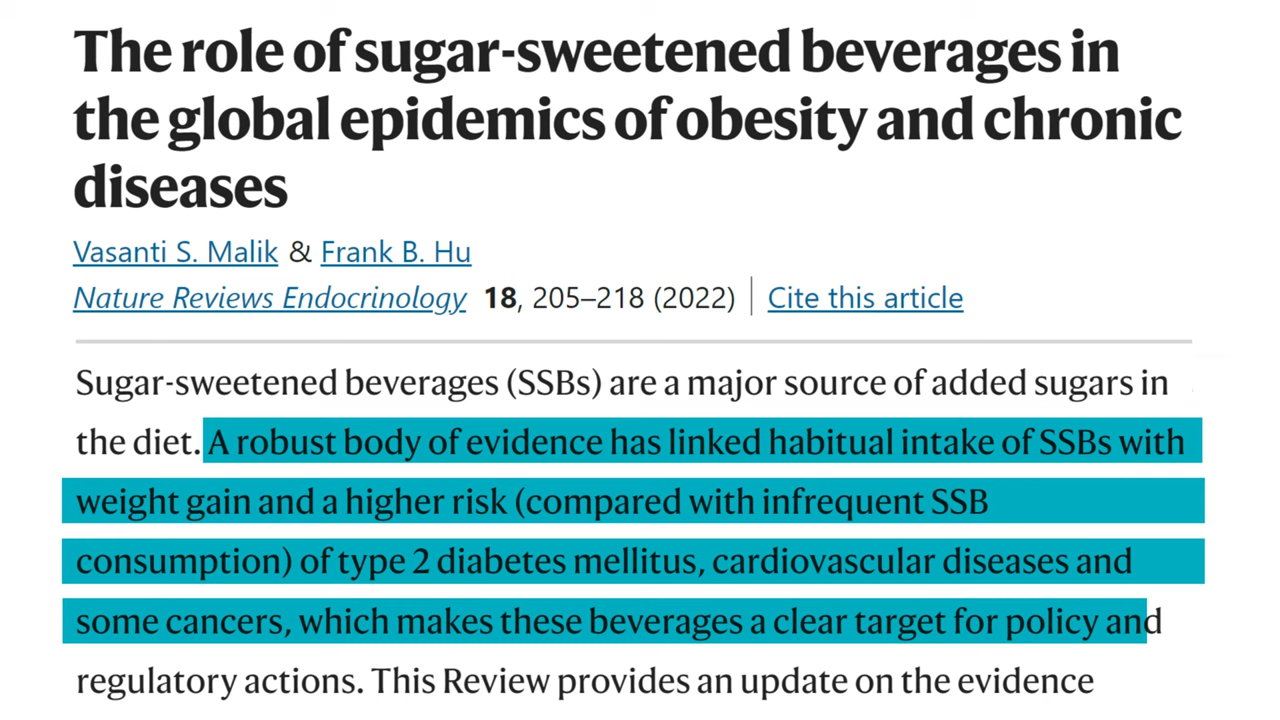 The role of sugar-sweetened beverages in
the global epidemics of obesity and chronic
diseases
Vasanti S. Malik & Frank B. Hu
Nature Reviews Endocrinology 18, 205–218 (2022) | Cite this article
Sugar-sweetened beverages (SSBs) are a major source of added sugars in
the diet. A robust body of evidence has linked habitual intake of SSBs with
weight gain and a higher risk (compared with infrequent SSB
consumption) of type 2 diabetes mellitus, cardiovascular diseases and
some cancers, which makes these beverages a clear target for policy and
regulatory actions. This Review provides an update on the evidence